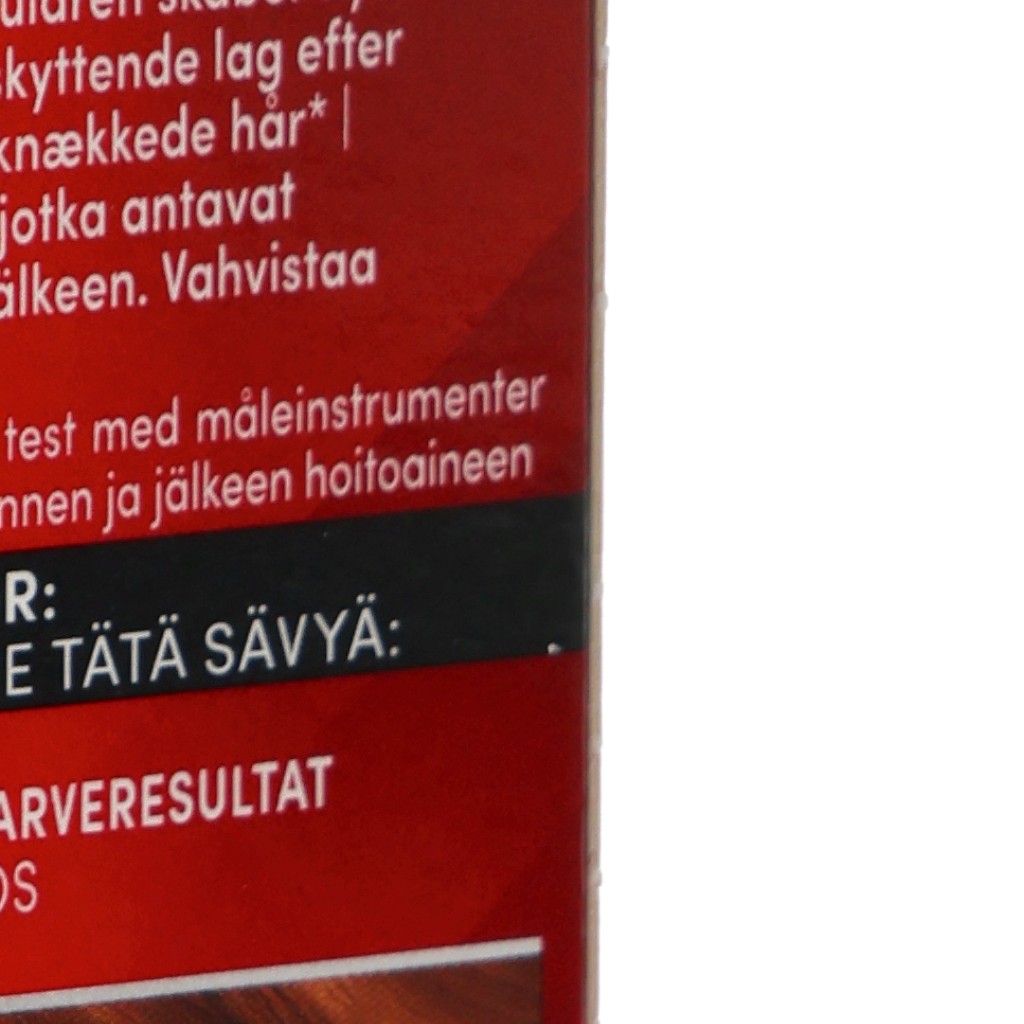 skyttende lag efter
knækkede hår* |
jotka antavat
älkeen. Vahvistaa
test med måleinstrumenter
nnen ja jälkeen hoitoaineen
R:
E TÄTÄ SÄVYÄ:
ARVERESULTAT
OS